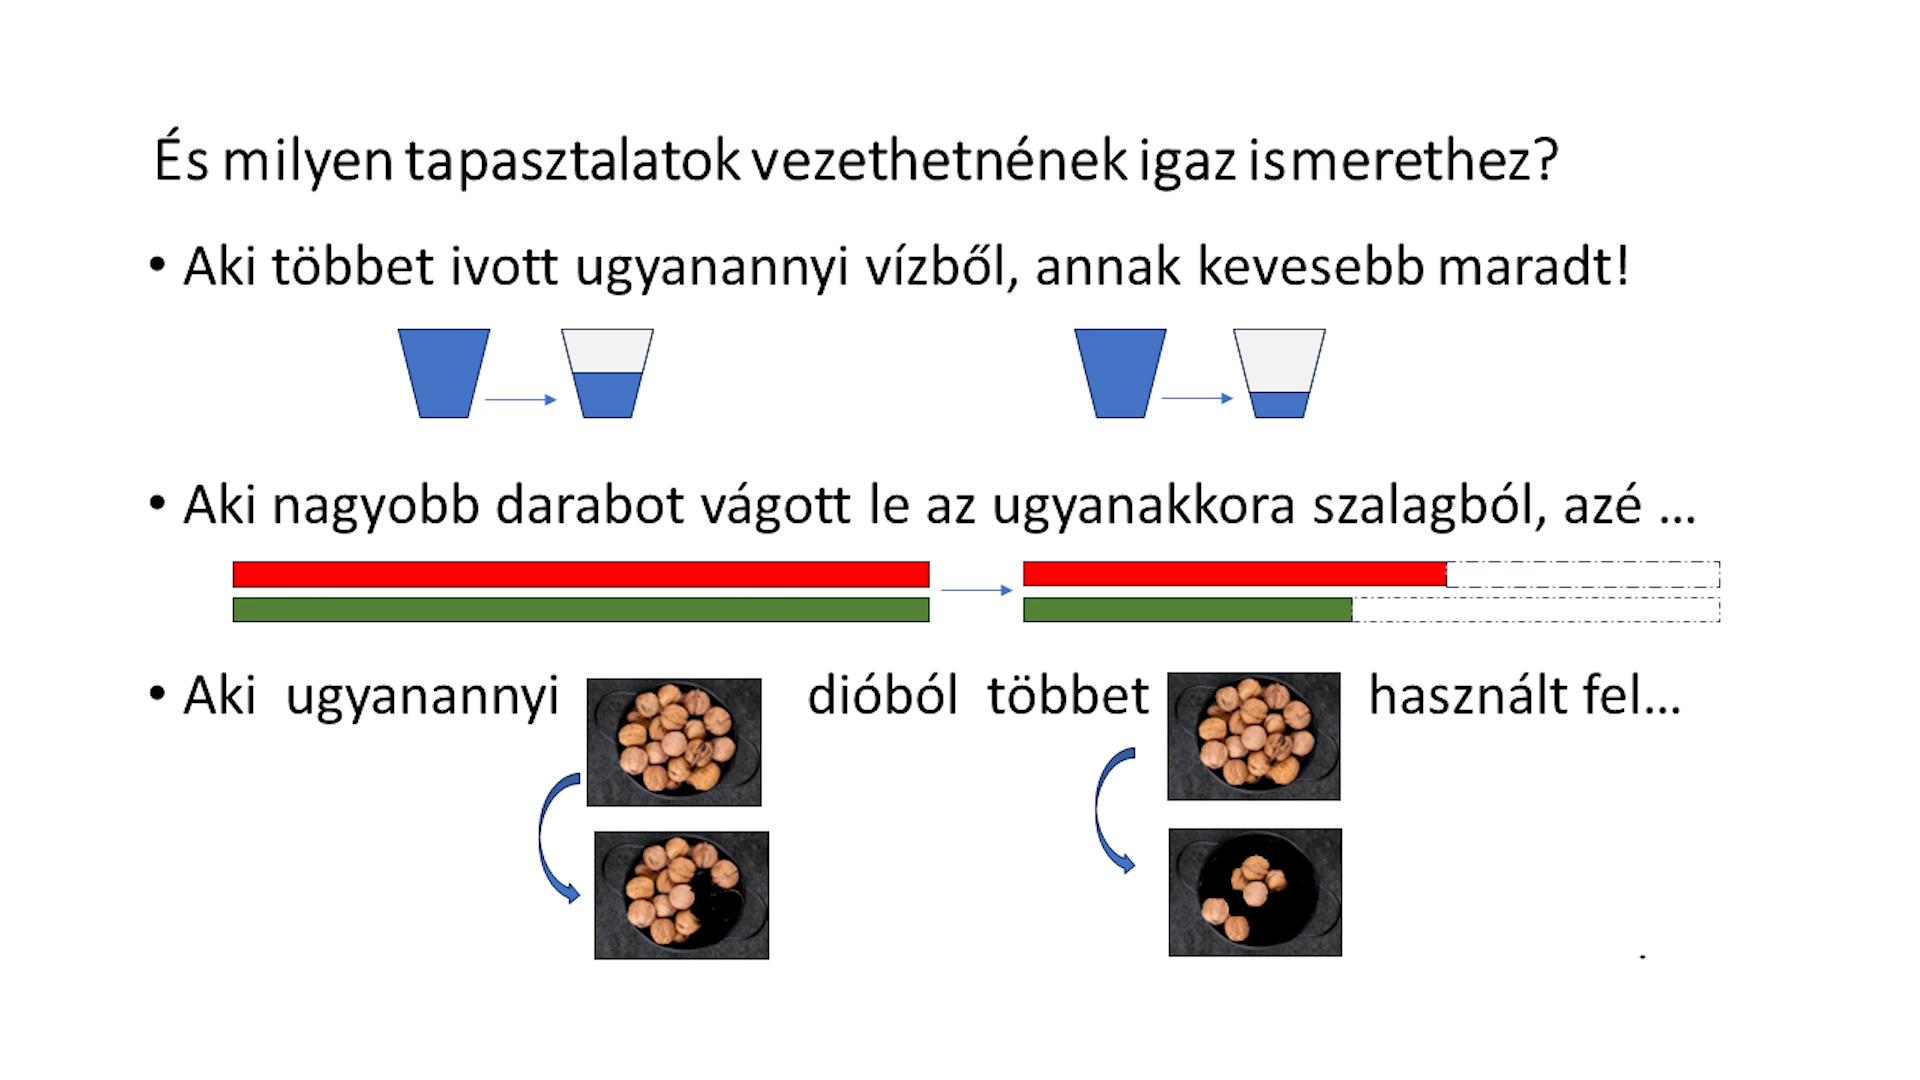 És milyen tapasztalatok vezethetnének igaz ismerethez?
• Aki többet ivott ugyanannyi vízből, annak kevesebb maradt!
• Aki nagyobb darabot vágott le az ugyanakkora szalagból, azé ...
• Aki ugyanannyi dióból többet használt fel...
.